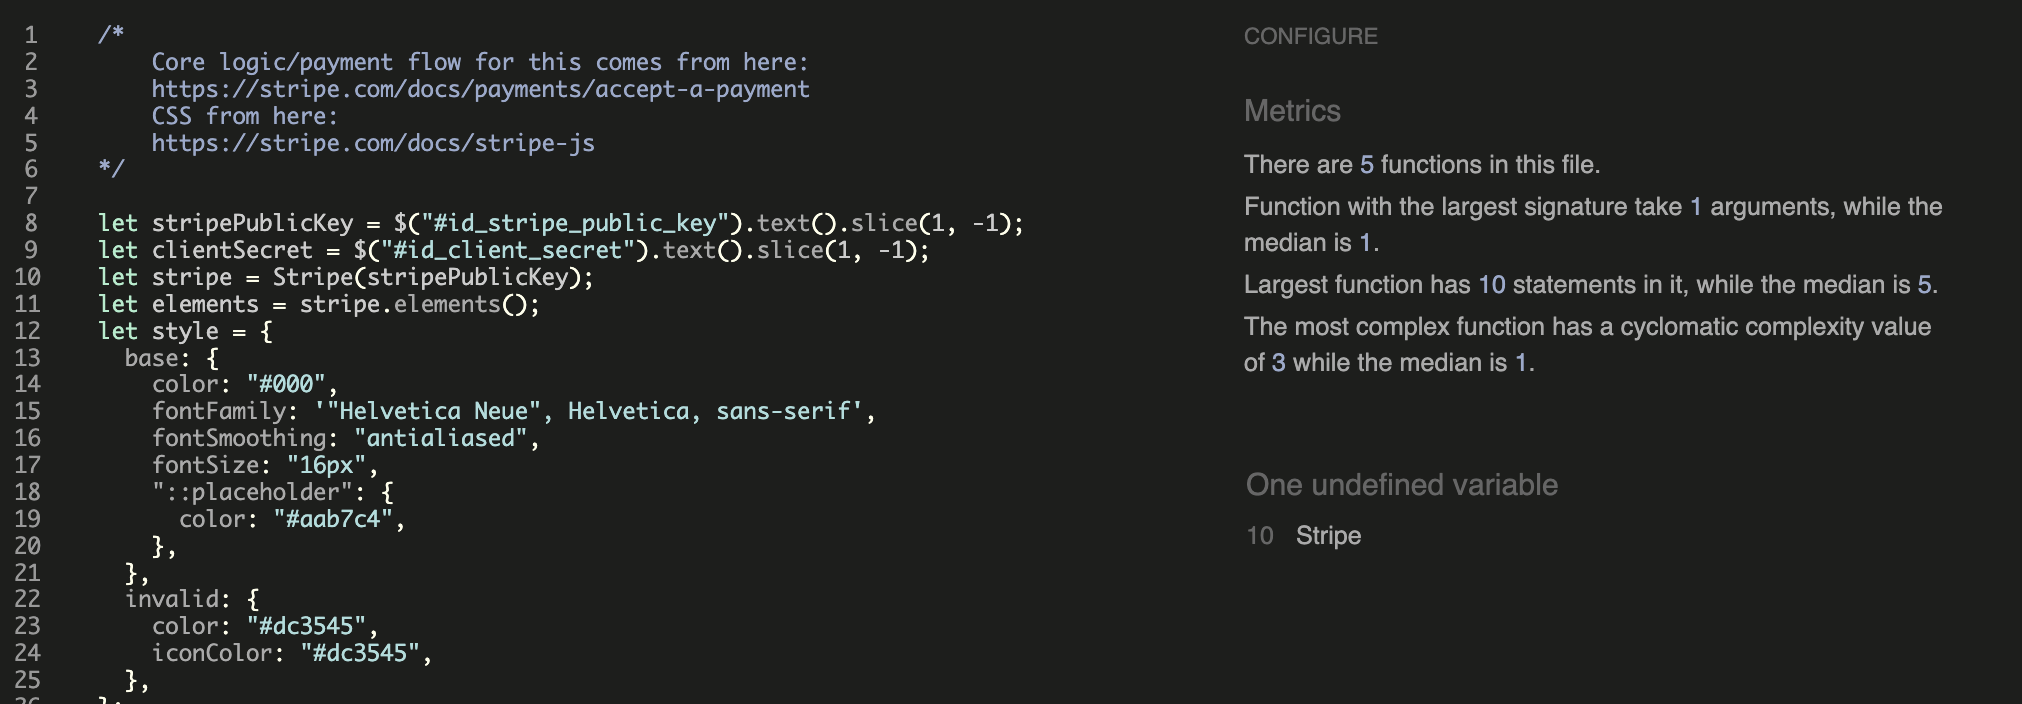 1 /*
2 Core logic/payment flow for this comes from here:
3 https://stripe.com/docs/payments/accept-a-payment
4 CSS from here:
5 https://stripe.com/docs/stripe-js
6 */
7
8 let stripePublicKey = $("#id_stripe_public_key").text().slice(1, -1);
9 let clientSecret = $("#id_client_secret").text().slice(1, -1);
10 let stripe = Stripe(stripePublicKey);
11 let elements = stripe.elements();
12 let style = {
13 base: {
14 color: "#000",
15 fontFamily: '"Helvetica Neue", Helvetica, sans-serif',
16 fontSmoothing: "antialiased",
17 fontSize: "16px",
18 "::placeholder": {
19 color: "#aab7c4",
20 },
21 },
22 invalid: {
23 color: "#dc3545",
24 iconColor: "#dc3545",
25 },
CONFIGURE
Metrics
There are 5 functions in this file.
Function with the largest signature take 1 arguments, while the
median is 1.
Largest function has 10 statements in it, while the median is 5.
The most complex function has a cyclomatic complexity value
of 3 while the median is 1.
One undefined variable
10 Stripe